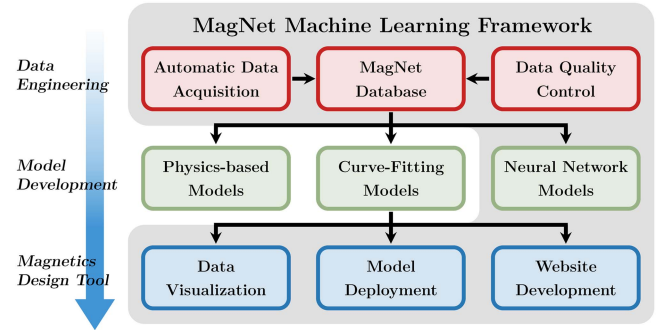 MagNet Machine Learning Framework
Data
Engineering
Automatic Data
Acquisition
MagNet
Database
Data Quality
Control
Model
Development
Physics-based
Models
Curve-Fitting
Models
Neural Network
Models
Magnetics
Design Tool
Data
Visualization
Model
Deployment
Website
Development